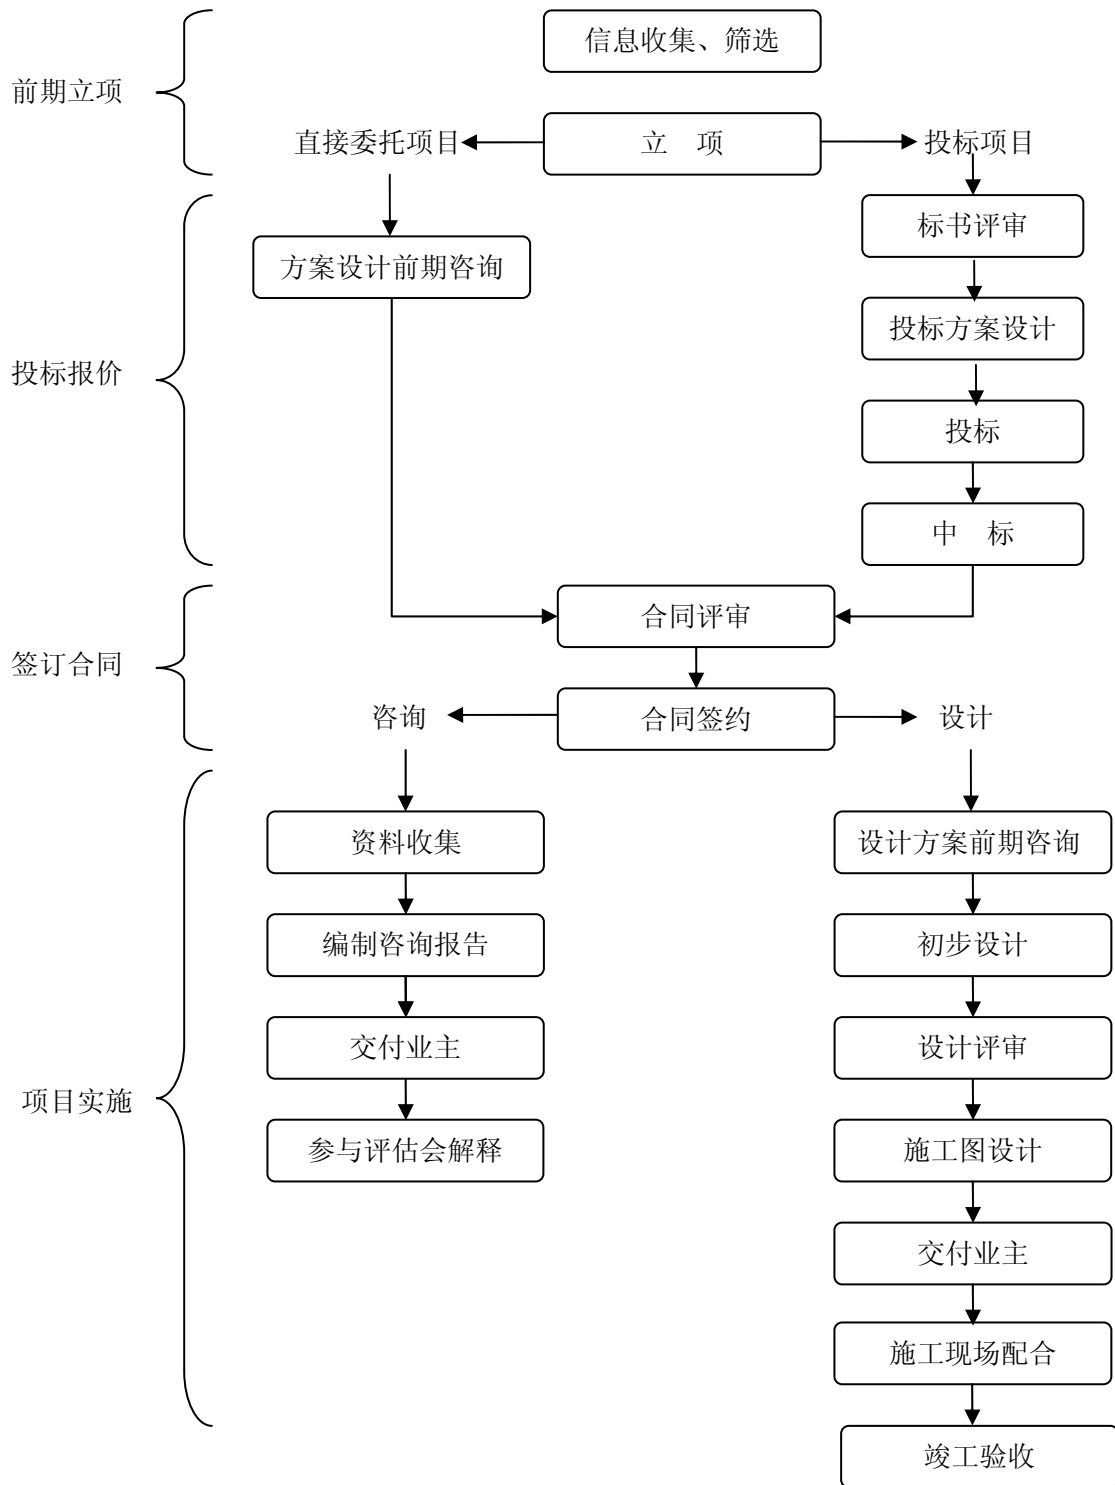 信息收集、筛选
前期立项
直接委托项目
立 项
投标项目
标书评审
方案设计前期咨询
投标方案设计
投标报价
投标
中 标
合同评审
签订合同
咨询
合同签约
设计
资料收集
设计方案前期咨询
编制咨询报告
初步设计
交付业主
设计评审
项目实施
参与评估会解释
施工图设计
交付业主
施工现场配合
竣工验收